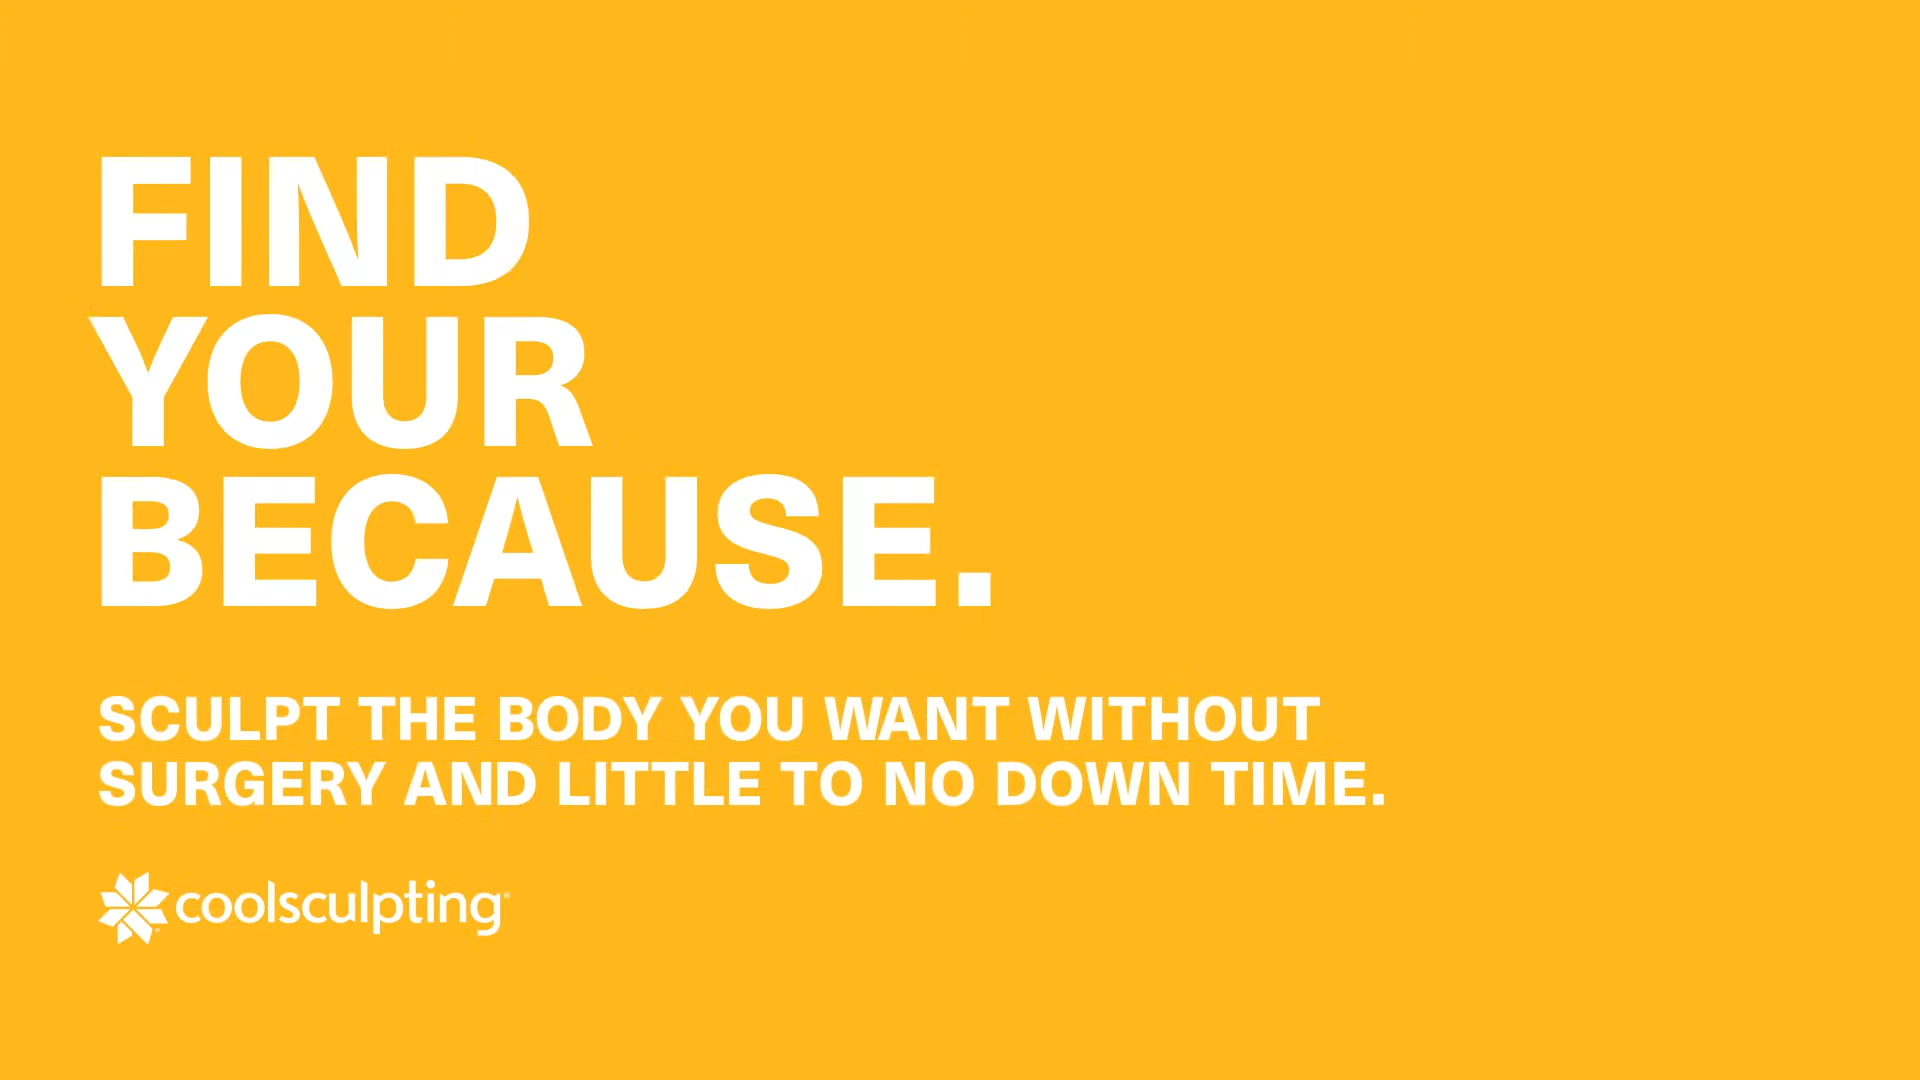 FIND
YOUR
BECAUSE.
SCULPT THE BODY YOU WANT WITHOUT
SURGERY AND LITTLE TO NO DOWN TIME.
coolsculpting®